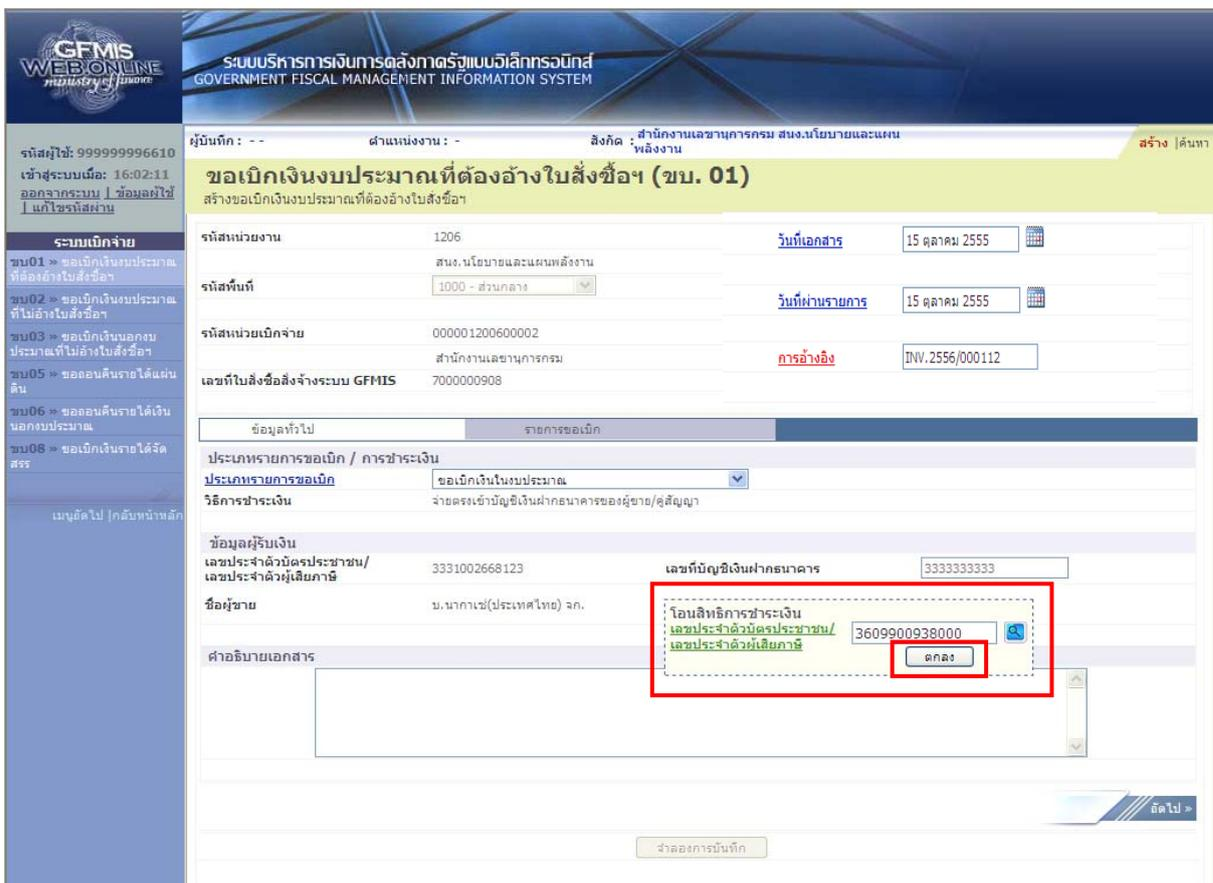 GFMIS
WEB ONLINE
ministry of finance
ระบบบริหารการเงินการคลังภาครัฐแบบอิเล็กทรอนิกส์
GOVERNMENT FISCAL MANAGEMENT INFORMATION SYSTEM
รหัสผู้ใช้: 999999996610
เข้าสู่ระบบเมื่อ: 16:02:11
ออกจากระบบ | ข้อมูลผู้ใช้
| แก้ไขรหัสผ่าน
ผู้บันทึก : - - ตำแหน่งงาน : - สังกัด : สำนักงานเลขานุการกรม สนง.นโยบายและแผน
พลังงาน
สร้าง |ค้นหา
ขอเบิกเงินงบประมาณที่ต้องอ้างใบสั่งซื้อฯ (ขบ. 01)
สร้างขอเบิกเงินงบประมาณที่ต้องอ้างใบสั่งซื้อฯ
ระบบเบิกจ่าย
ขบ01 » ขอเบิกเงินงบประมาณ
ที่ต้องอ้างใบสั่งซื้อฯ
ขบ02 » ขอเบิกเงินงบประมาณ
ที่ไม่อ้างใบสั่งซื้อฯ
ขบ03 » ขอเบิกเงินนอกงบ
ประมาณที่ไม่อ้างใบสั่งซื้อฯ
ขบ05 » ขอถอนคืนรายได้แผ่น
ดิน
ขบ06 » ขอถอนคืนรายได้เงิน
นอกงบประมาณ
ขบ08 » ขอเบิกเงินรายได้จัด
สรร
เมนูถัดไป |กลับหน้าหลัก
รหัสหน่วยงาน 1206 วันที่เอกสาร 15 ตุลาคม 2555
สนง.นโยบายและแผนพลังงาน
รหัสพื้นที่ 1000 - ส่วนกลาง วันที่ผ่านรายการ 15 ตุลาคม 2555
รหัสหน่วยเบิกจ่าย 000001200600002
สำนักงานเลขานุการกรม การอ้างอิง INV.2556/000112
เลขที่ใบสั่งซื้อสั่งจ้างระบบ GFMIS 7000000908
ข้อมูลทั่วไป รายการขอเบิก
ประเภทรายการขอเบิก / การชำระเงิน
ประเภทรายการขอเบิก ขอเบิกเงินในงบประมาณ
วิธีการชำระเงิน จ่ายตรงเข้าบัญชีเงินฝากธนาคารของผู้ขาย/คู่สัญญา
ข้อมูลผู้รับเงิน
เลขประจำตัวบัตรประชาชน/
เลขประจำตัวผู้เสียภาษี 3331002668123 เลขที่บัญชีเงินฝากธนาคาร 3333333333
ชื่อผู้ขาย บ.นากาเซ่(ประเทศไทย) จก.
โอนสิทธิการชำระเงิน
เลขประจำตัวบัตรประชาชน/
เลขประจำตัวผู้เสียภาษี 3609900938000
ตกลง
คำอธิบายเอกสาร
ถัดไป »
จำลองการบันทึก